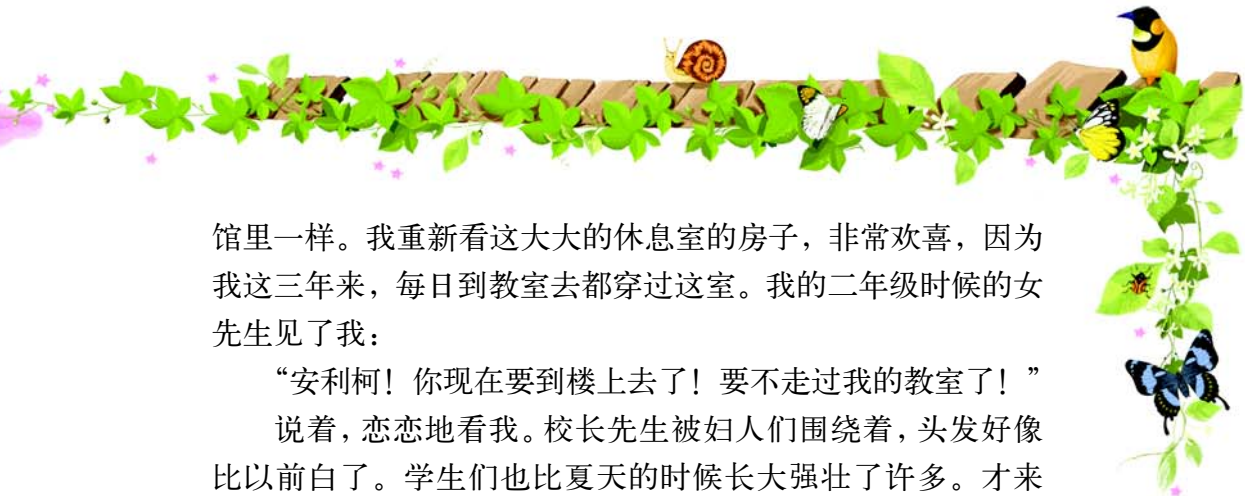 馆里一样。我重新看这大大的休息室的房子，非常欢喜，因为
我这三年来，每日到教室去都穿过这室。我的二年级时候的女
先生见了我：
“安利柯！你现在要到楼上去了！要不走过我的教室了！”
说着，恋恋地看我。校长先生被妇人们围绕着，头发好像
比以前白了。学生们也比夏天的时候长大强壮了许多。才来